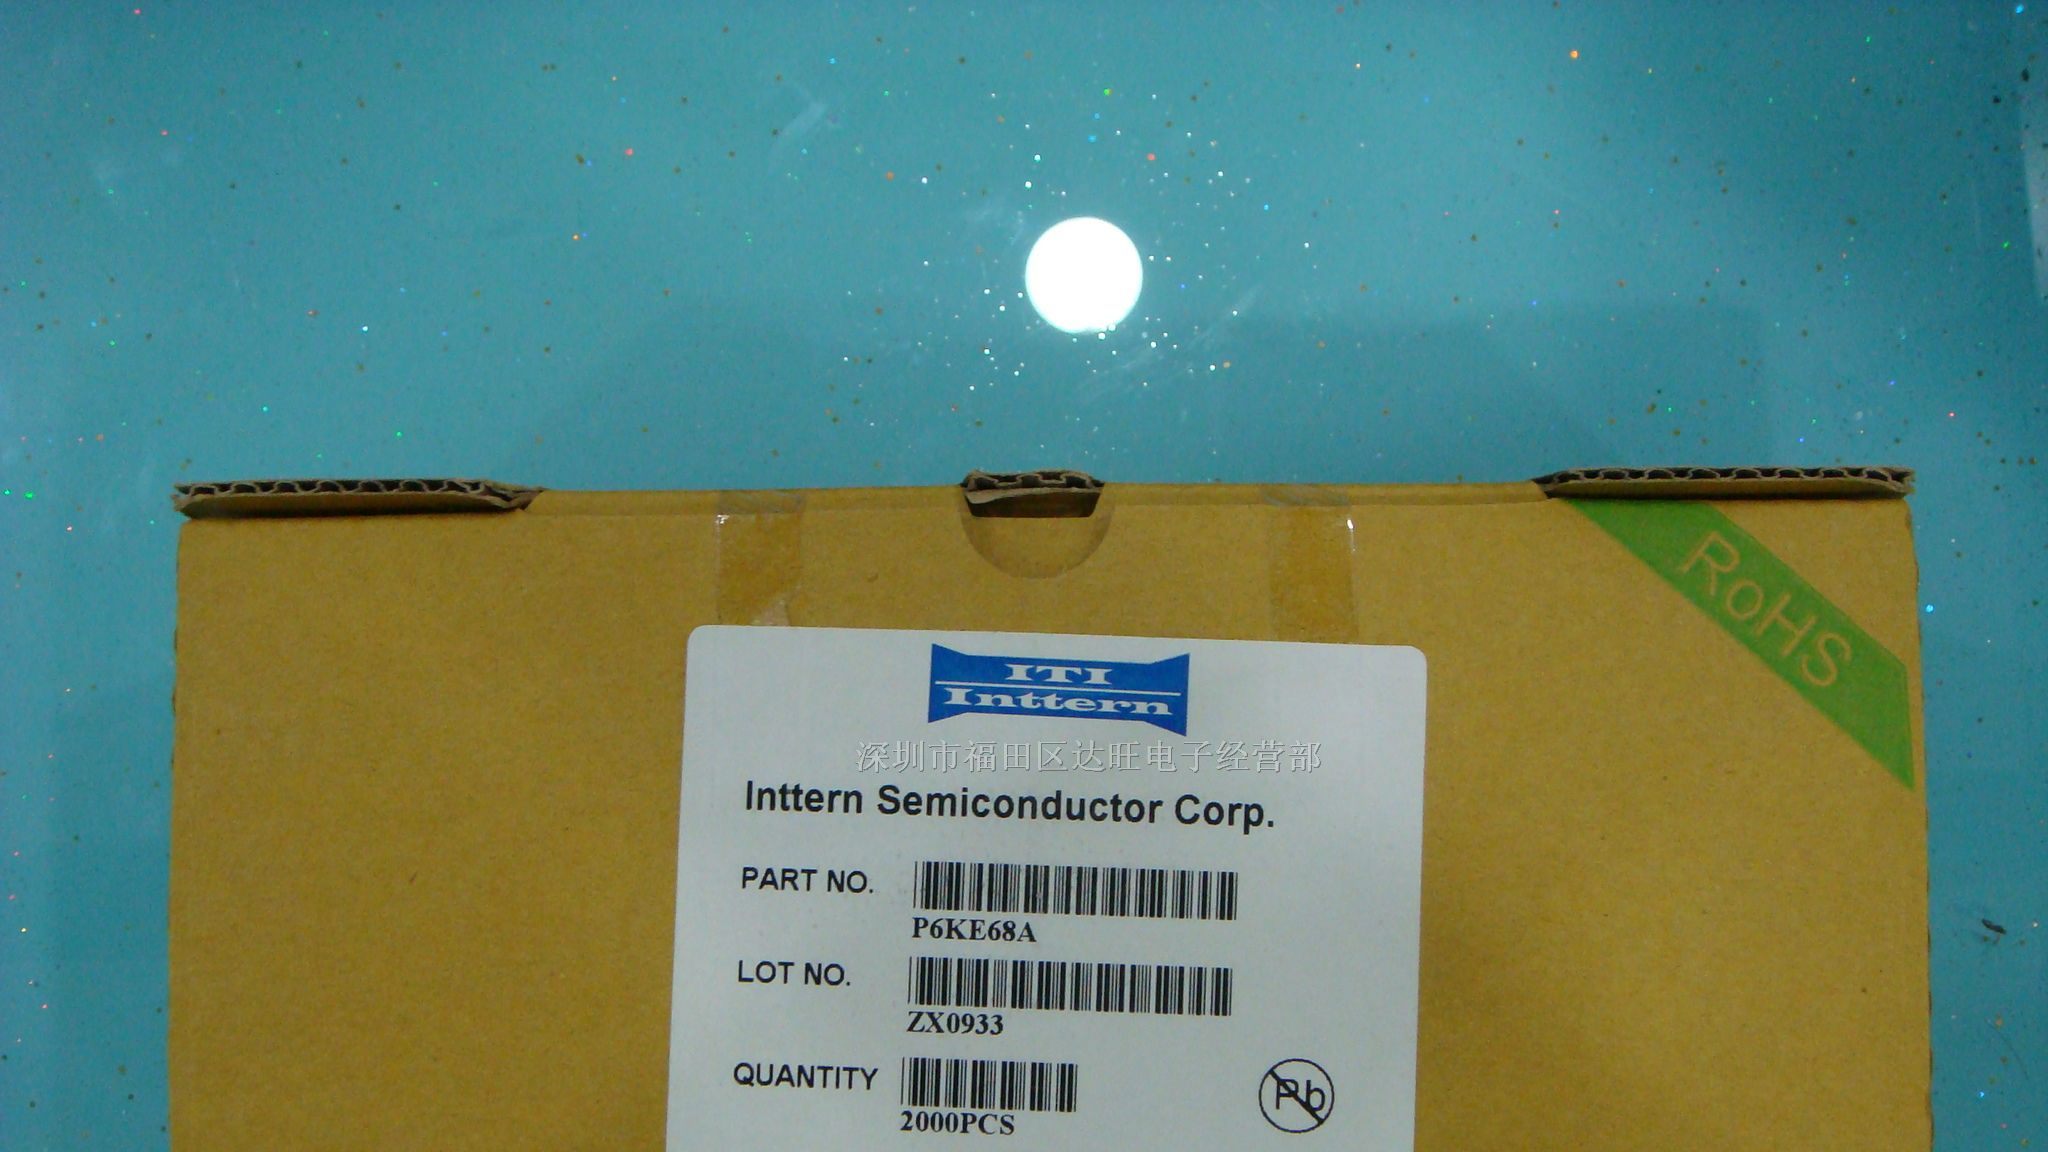 RoHS
ITI
Inttern
深圳市福田区达旺电子经营部
Inttern Semiconductor Corp.
PART NO.
P6KE68A
LOT NO.
ZX0933
QUANTITY
2000PCS
Pb